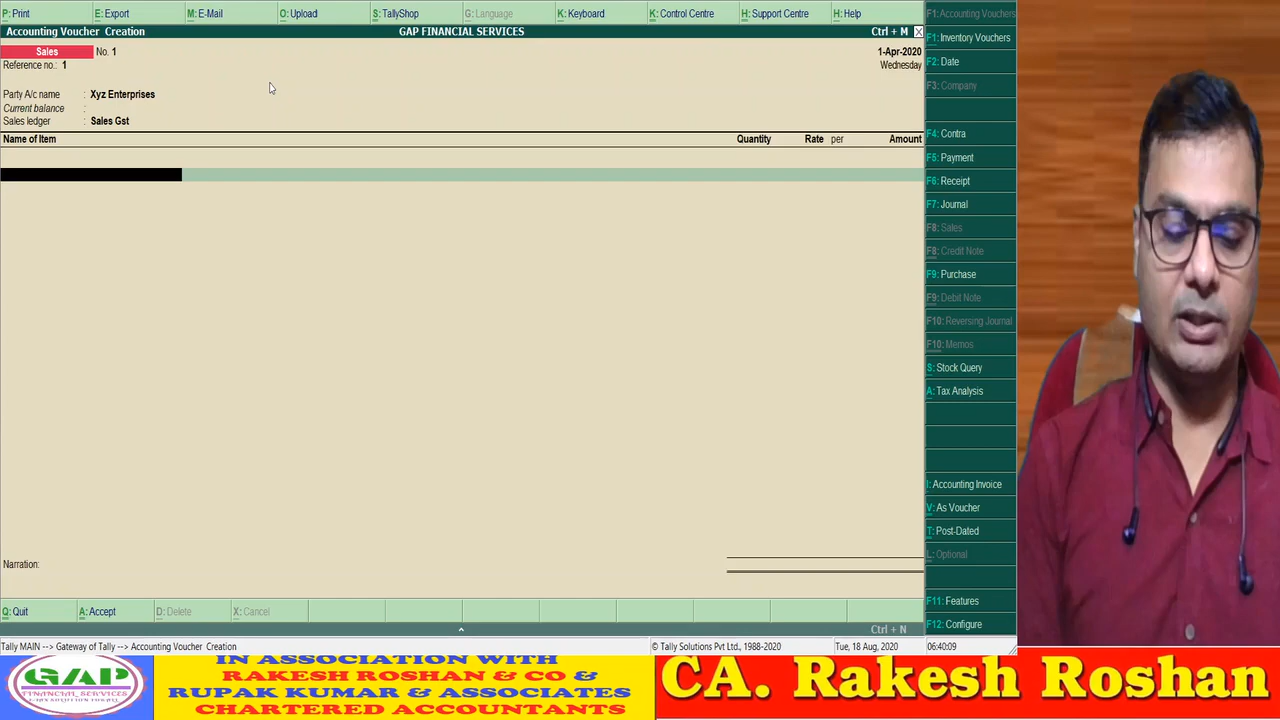 P: Print
E: Export
M: E-Mail
O: Upload
S: TallyShop
G: Language
K: Keyboard
K: Control Centre
H: Support Centre
H: Help
Accounting Voucher Creation
GAP FINANCIAL SERVICES
Ctrl + M
Sales
No. 1
1-Apr-2020
Reference no.: 1
Wednesday
Party A/c name : Xyz Enterprises
Current balance :
Sales ledger : Sales Gst
Name of Item
Quantity
Rate per
Amount
Narration:
Q: Quit
A: Accept
D: Delete
X: Cancel
Ctrl + N
F1: Accounting Vouchers
F1: Inventory Vouchers
F2: Date
F3: Company
F4: Contra
F5: Payment
F6: Receipt
F7: Journal
F8: Sales
F8: Credit Note
F9: Purchase
F9: Debit Note
F10: Reversing Journal
F10: Memos
S: Stock Query
A: Tax Analysis
I: Accounting Invoice
V: As Voucher
T: Post-Dated
L: Optional
F11: Features
F12: Configure
Tally MAIN --> Gateway of Tally --> Accounting Voucher Creation
© Tally Solutions Pvt Ltd., 1988-2020
Tue, 18 Aug, 2020
06:40:09
GAP
FINANCIAL SERVICES
IN ASSOCIATION WITH
RAKESH ROSHAN & CO &
RUPAK KUMAR & ASSOCIATES
CHARTERED ACCOUNTANTS
CA. Rakesh Roshan